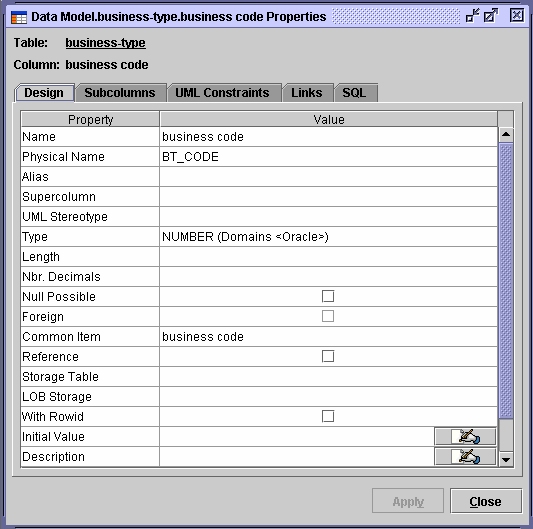 Data Model.business-type.business code Properties
Table: business-type
Column: business code
Design Subcolumns UML Constraints Links SQL
Property Value
Name business code
Physical Name BT_CODE
Alias
Supercolumn
UML Stereotype
Type NUMBER (Domains <Oracle>)
Length
Nbr. Decimals
Null Possible
Foreign
Common Item business code
Reference
Storage Table
LOB Storage
With Rowid
Initial Value
Description
Apply Close